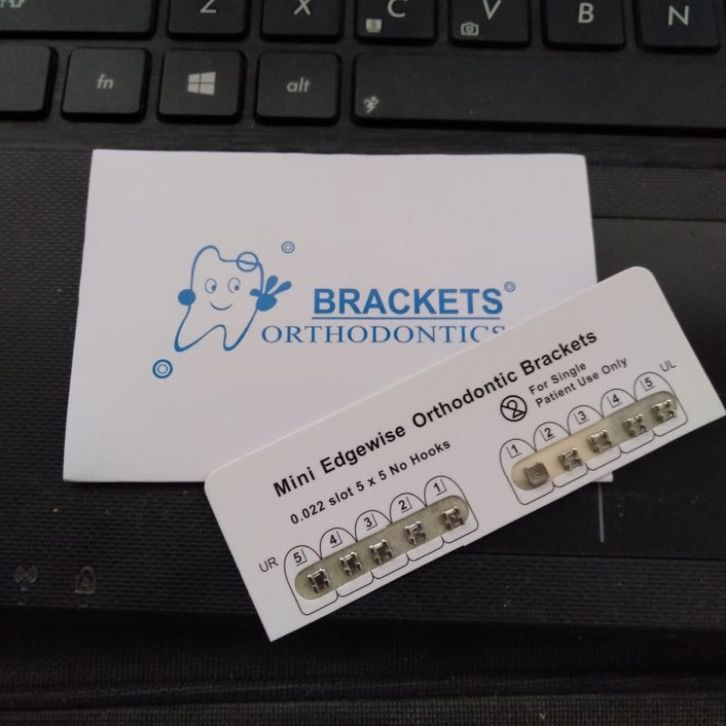 Z X C V B N
S
fn alt
BRACKETS
ORTHODONTICS
Mini Edgewise Orthodontic Brackets
0.022 slot 5 x 5 No Hooks
For Single
Patient Use Only
UR 5 4 3 2 1
1 2 3 4 5 UL
2